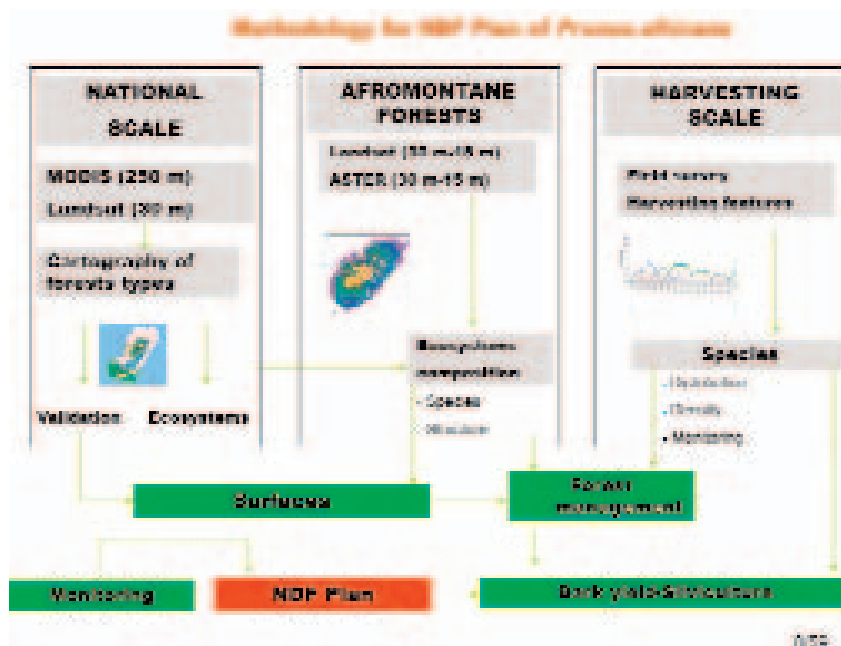 Methodology for NDF Plan of Prunus africana
NATIONAL
SCALE
MODIS (250 m)
Landsat (30 m)
Cartography of
forests types
Validation
Ecosystems
AFROMONTANE
FORESTS
Landsat (30 m-15 m)
ASTER (30 m-15 m)
Ecosystems
composition
- Species
- Structure
HARVESTING
SCALE
Field survey
Harvesting features
Species
Distribution
Density
• Monitoring
Surfaces
Forest
management
Monitoring
NDF Plan
Bark yield-Silviculture